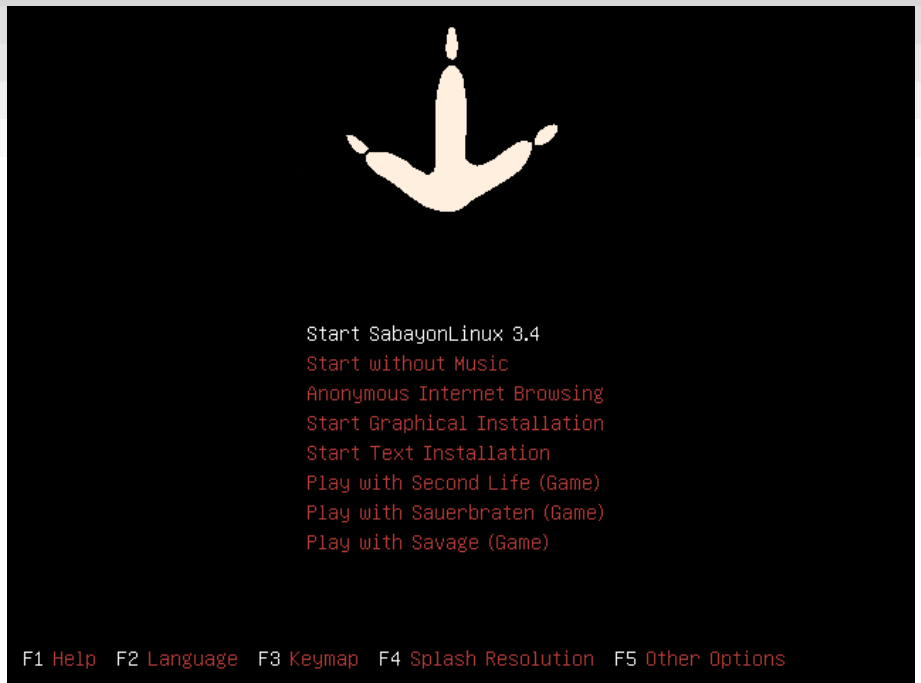 Start SabayonLinux 3.4
Start without Music
Anonymous Internet Browsing
Start Graphical Installation
Start Text Installation
Play with Second Life (Game)
Play with Sauerbraten (Game)
Play with Savage (Game)
F1 Help F2 Language F3 Keymap F4 Splash Resolution F5 Other Options